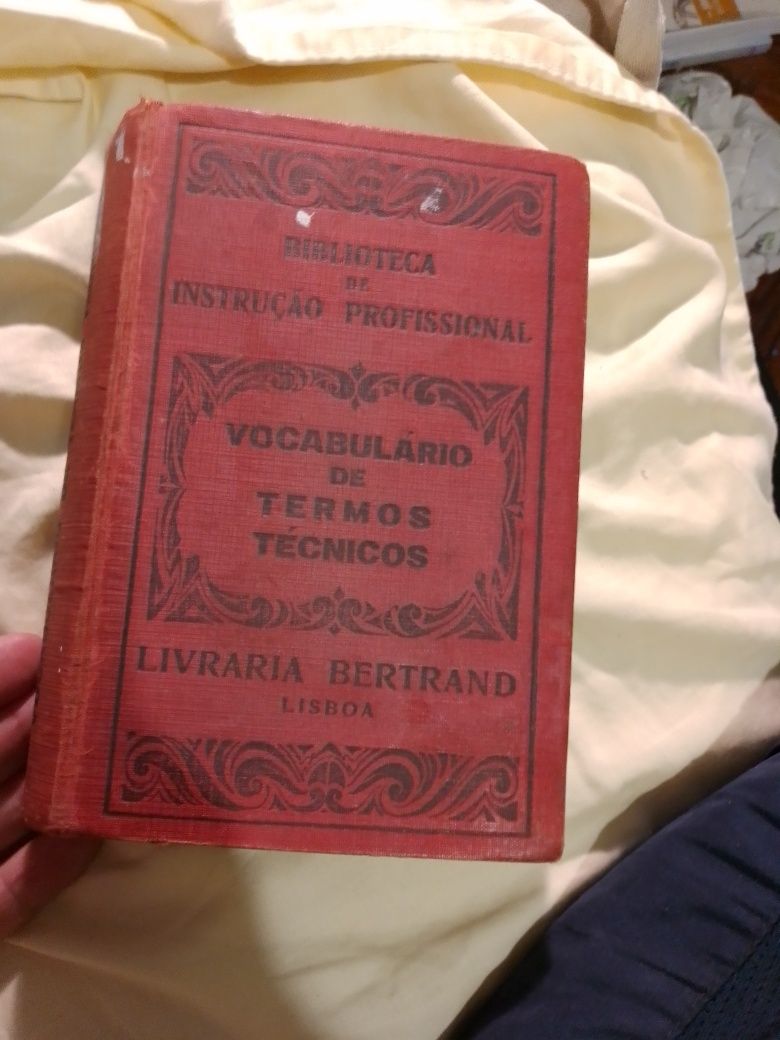 BIBLIOTECA
DE
INSTRUÇÃO PROFISSIONAL
VOCABULÁRIO
DE
TERMOS
TÉCNICOS
LIVRARIA BERTRAND
LISBOA